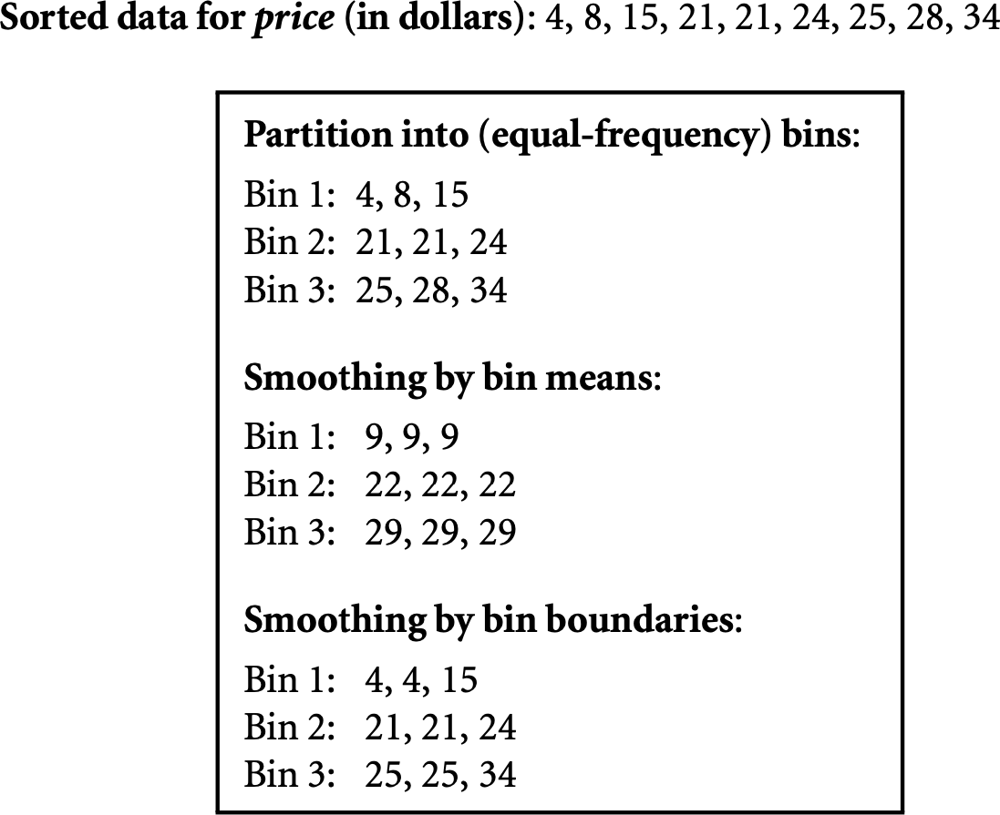 Sorted data for price (in dollars): 4, 8, 15, 21, 21, 24, 25, 28, 34
Partition into (equal-frequency) bins:
Bin 1: 4, 8, 15
Bin 2: 21, 21, 24
Bin 3: 25, 28, 34
Smoothing by bin means:
Bin 1: 9, 9, 9
Bin 2: 22, 22, 22
Bin 3: 29, 29, 29
Smoothing by bin boundaries:
Bin 1: 4, 4, 15
Bin 2: 21, 21, 24
Bin 3: 25, 25, 34